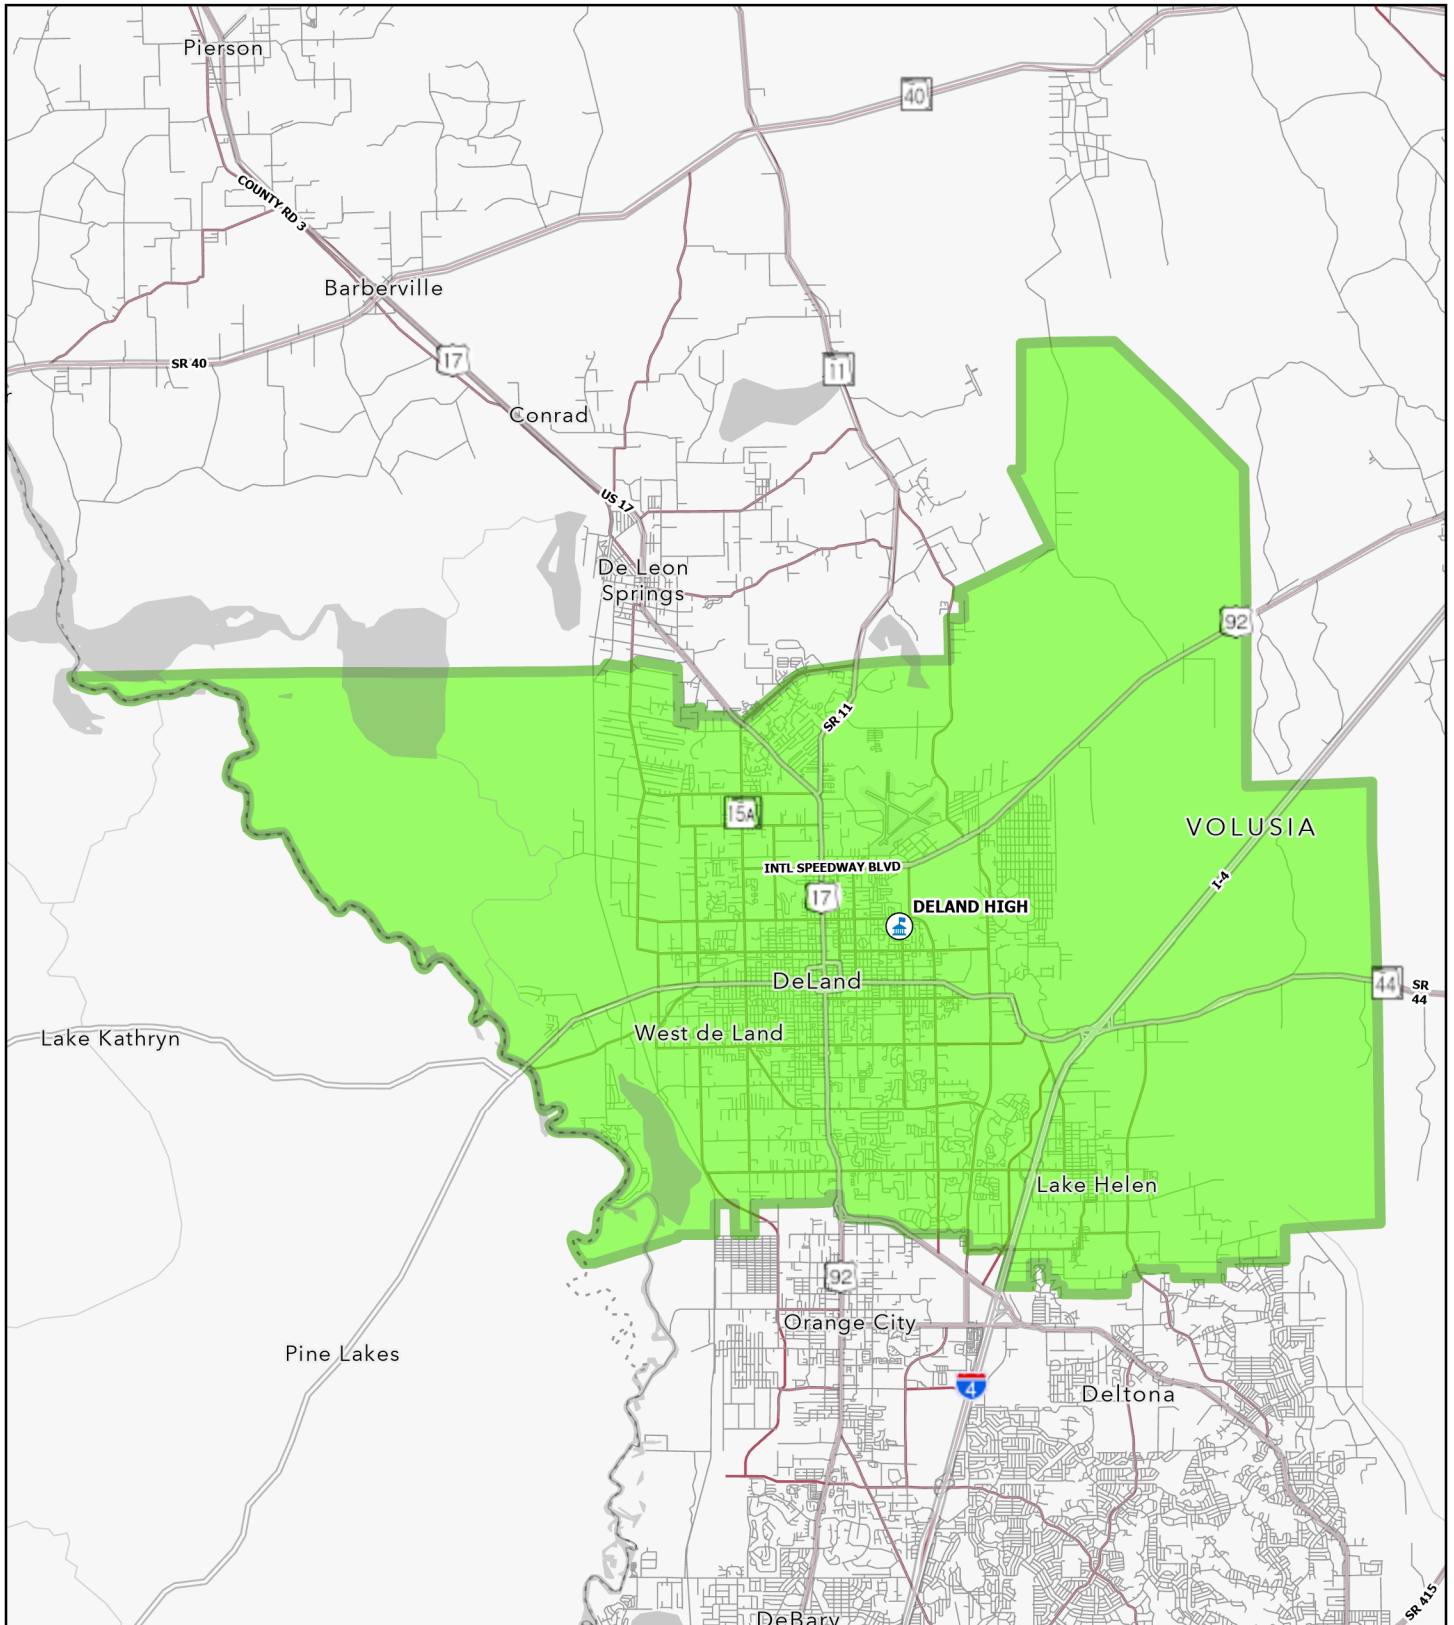 Pierson
40
COUNTY RD 3
Barberville
SR 40
17
11
Conrad
US 17
De Leon
Springs
92
SR 11
15A
VOLUSIA
INTL SPEEDWAY BLVD
I-4
17
DELAND HIGH
DeLand
44
SR
44
West de Land
Lake Kathryn
Lake Helen
92
Orange City
Pine Lakes
4
Deltona
SR 415
DeBary